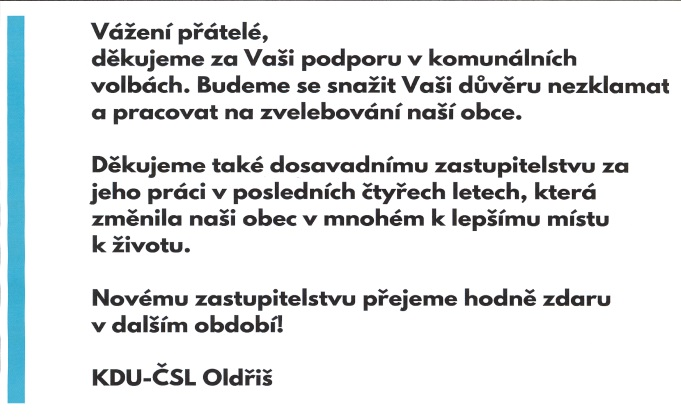 Vážení přátelé,
děkujeme za Vaši podporu v komunálních
volbách. Budeme se snažit Vaši důvěru nezklamat
a pracovat na zvelebování naší obce.
Děkujeme také dosavadnímu zastupitelstvu za
jeho práci v posledních čtyřech letech, která
změnila naši obec v mnohém k lepšímu místu
k životu.
Novému zastupitelstvu přejeme hodně zdaru
v dalším období!
KDU-ČSL Oldřiš